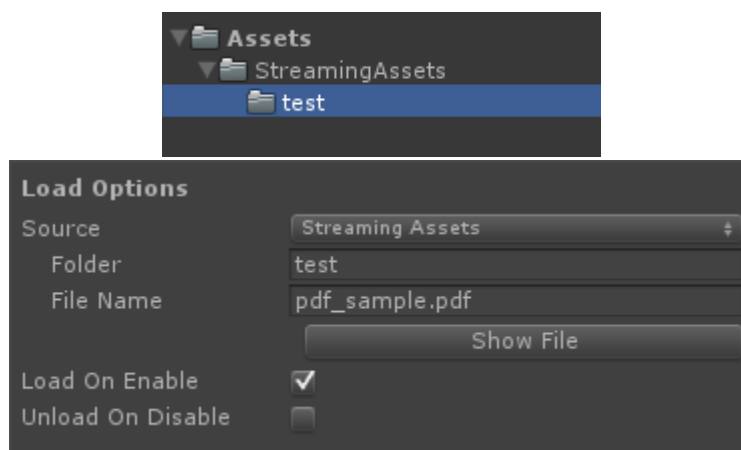 Assets
StreamingAssets
test
Load Options
Source Streaming Assets
Folder test
File Name pdf_sample.pdf
Show File
Load On Enable
Unload On Disable